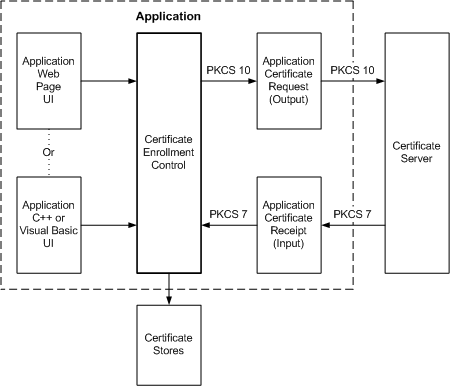 Application
Application
Web
Page
UI
PKCS 10
Application
Certificate
Request
(Output)
PKCS 10
Or
Certificate
Enrollment
Control
Certificate
Server
Application
C++ or
Visual Basic
UI
PKCS 7
Application
Certificate
Receipt
(Input)
PKCS 7
Certificate
Stores